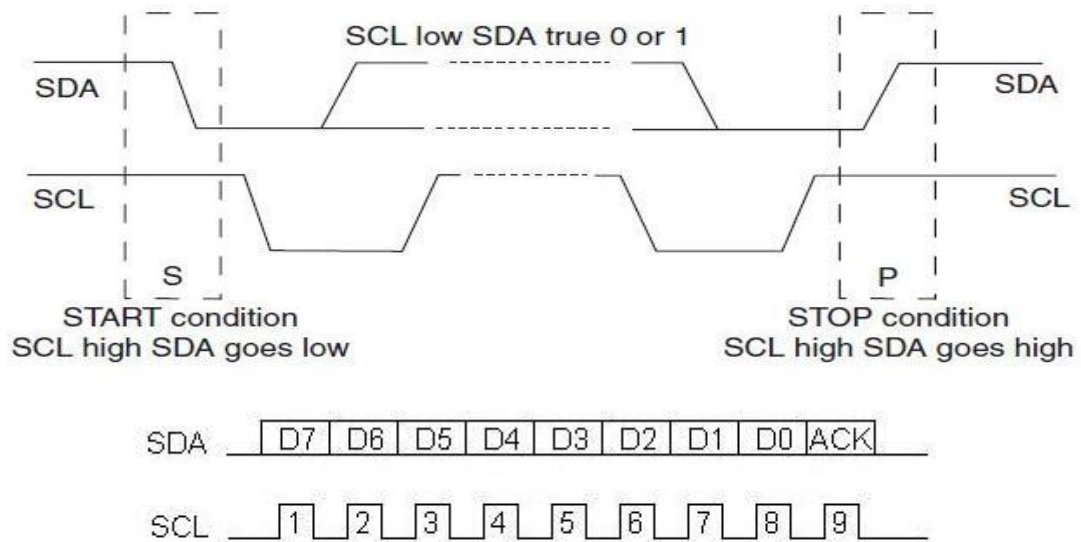 SCL low SDA true 0 or 1
SDA SDA
SCL SCL
S P
START condition STOP condition
SCL high SDA goes low SCL high SDA goes high
SDA D7 D6 D5 D4 D3 D2 D1 D0 ACK
SCL 1 2 3 4 5 6 7 8 9